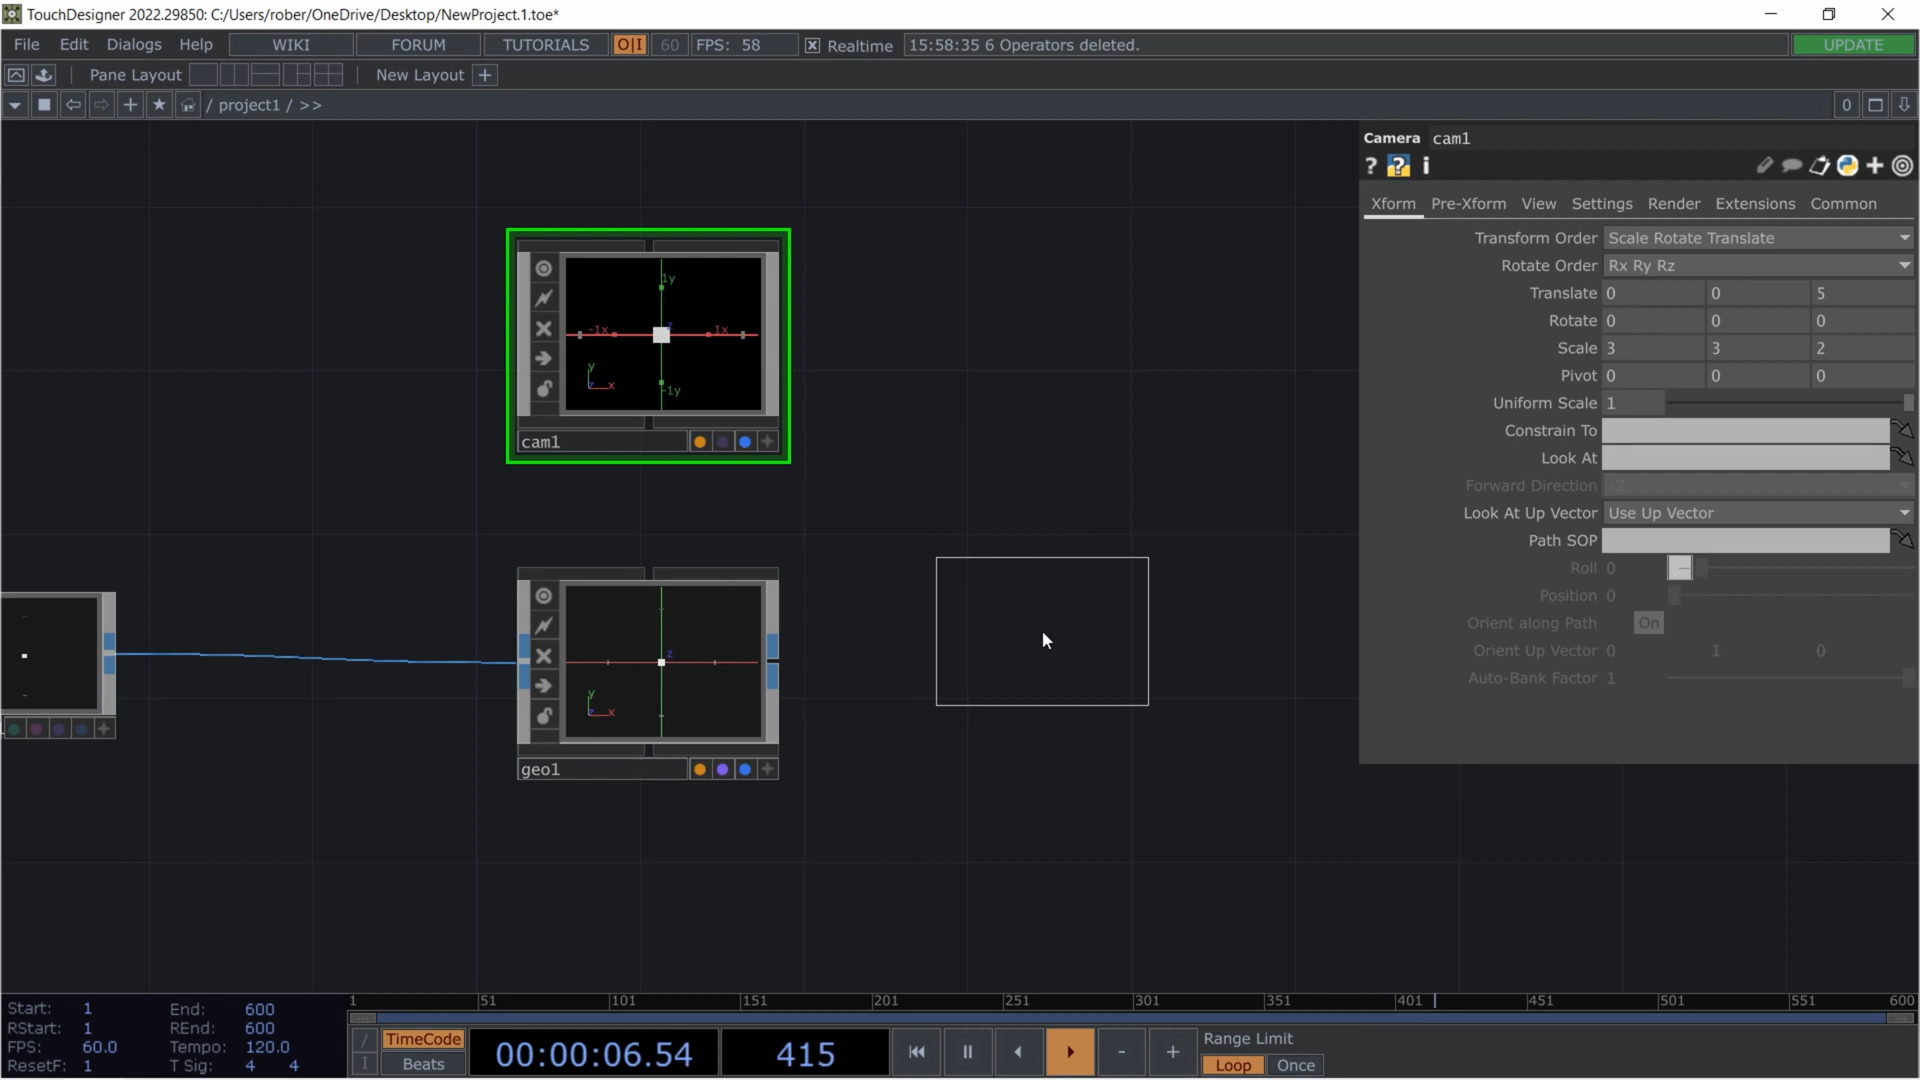 TouchDesigner 2022.29850: C:/Users/rober/OneDrive/Desktop/NewProject.1.toe*
File Edit Dialogs Help WIKI FORUM TUTORIALS O|I 60 FPS: 58 Realtime 15:58:35 6 Operators deleted. UPDATE
Pane Layout New Layout +
/ project1 / >> 0
Camera cam1
? ? i
Xform Pre-Xform View Settings Render Extensions Common
Transform Order Scale Rotate Translate
Rotate Order Rx Ry Rz
Translate 0 0 5
Rotate 0 0 0
Scale 3 3 2
Pivot 0 0 0
Uniform Scale 1
Constrain To
Look At
Forward Direction -Z
Look At Up Vector Use Up Vector
Path SOP
Roll 0
Position 0
Orient along Path On
Orient Up Vector 0 1 0
Auto-Bank Factor 1
1y
-1x 1x
z
y
z x
-1y
cam1
z
y
z x
geo1
1 51 101 151 201 251 301 351 401 451 501 551 600
Start: 1 End: 600
RStart: 1 REnd: 600
FPS: 60.0 Tempo: 120.0
ResetF: 1 T Sig: 4 4
/ TimeCode
I Beats
00:00:06.54 415
- +
Range Limit
Loop Once